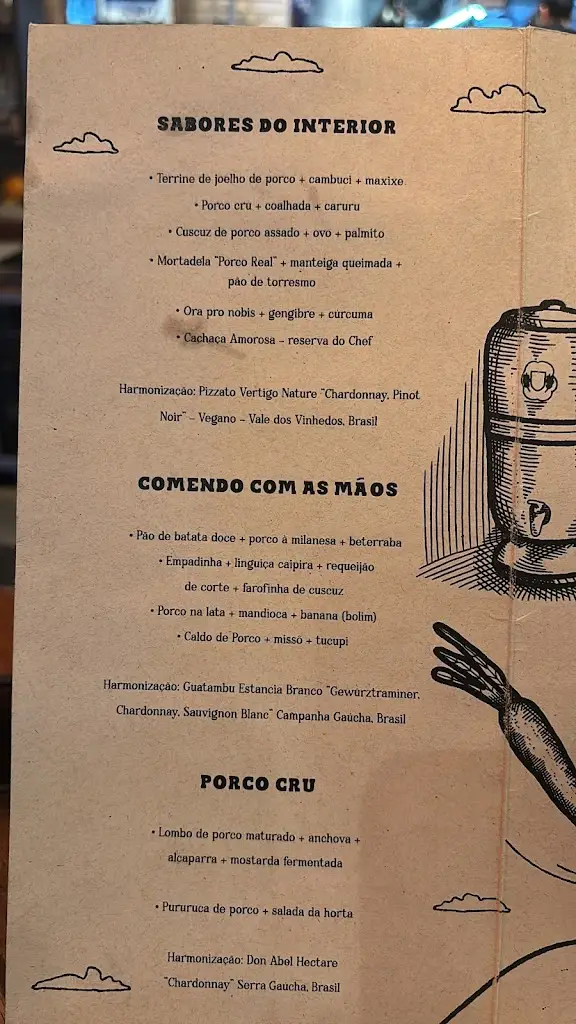 SABORES DO INTERIOR
• Terrine de joelho de porco + cambuci + maxixe.
• Porco cru + coalhada + caruru
• Cuscuz de porco assado + ovo + palmito
• Mortadela "Porco Real" + manteiga queimada +
pão de torresmo
• Ora pro nobis + gengibre + cúrcuma
• Cachaça Amorosa – reserva do Chef
Harmonização: Pizzato Vertigo Nature "Chardonnay, Pinot
Noir" – Vegano – Vale dos Vinhedos, Brasil
COMENDO COM AS MÃOS
• Pão de batata doce + porco à milanesa + beterraba
• Empadinha + linguiça caipira + requeijão
de corte + farofinha de cuscuz
• Porco na lata + mandioca + banana (bolim)
• Caldo de Porco + missô + tucupi
Harmonização: Guatambu Estancia Branco "Gewürztraminer,
Chardonnay, Sauvignon Blanc" Campanha Gaúcha, Brasil
PORCO CRU
• Lombo de porco maturado + anchova +
alcaparra + mostarda fermentada
• Pururuca de porco + salada da horta
Harmonização: Don Abel Hectare
"Chardonnay" Serra Gaucha, Brasil